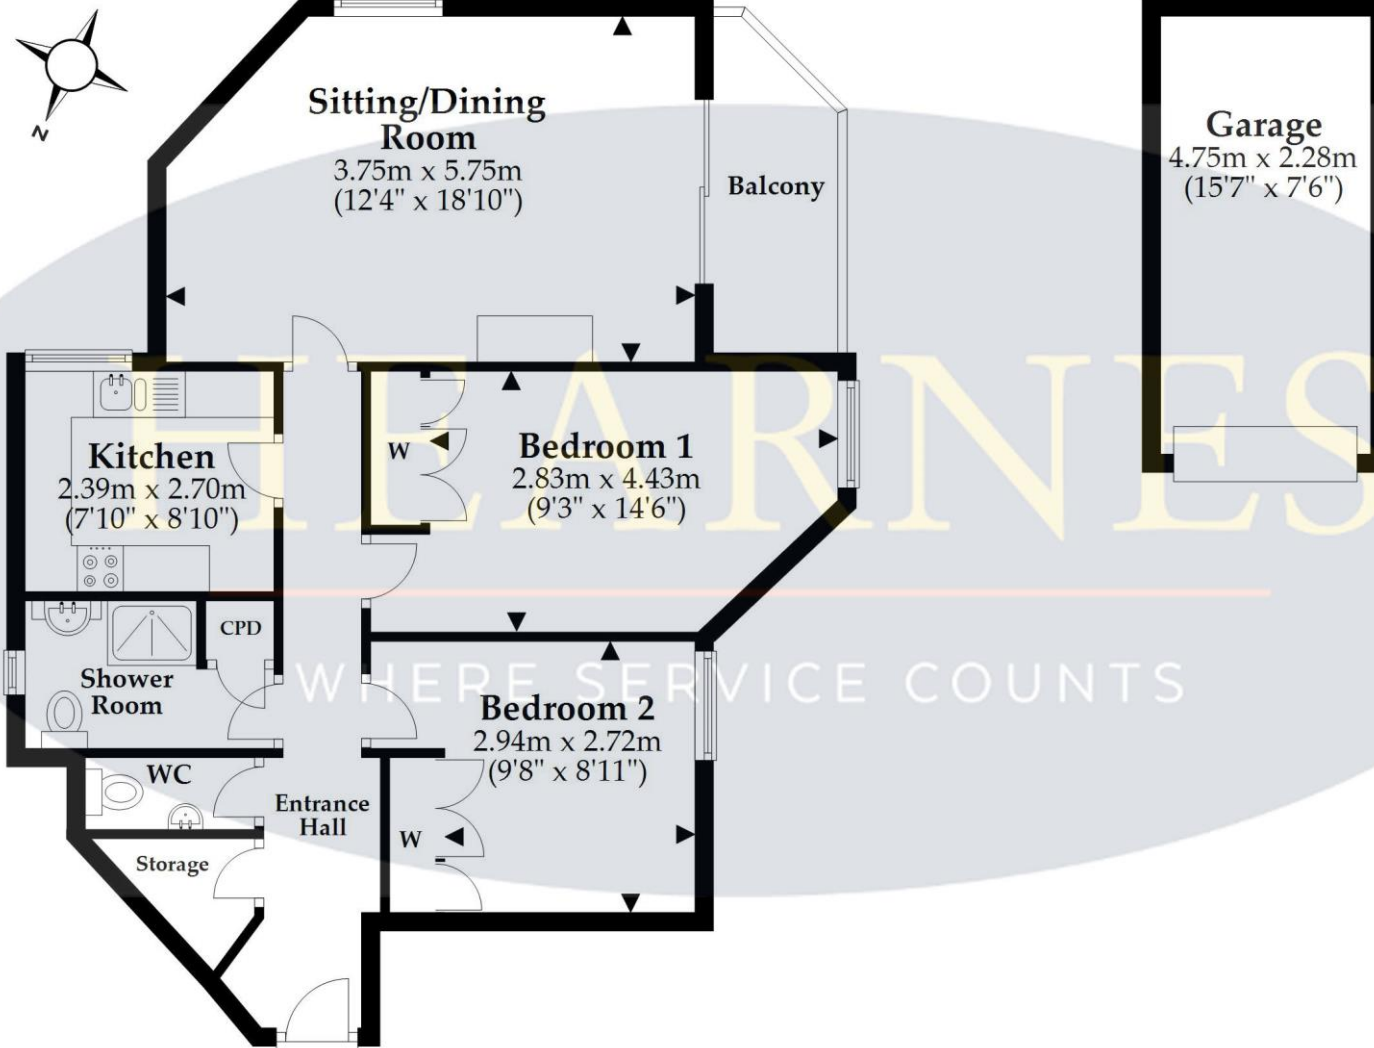 N
Sitting/Dining
Room
3.75m x 5.75m
(12'4" x 18'10")
Balcony
Garage
4.75m x 2.28m
(15'7" x 7'6")
HEARNES
Kitchen
2.39m x 2.70m
(7'10" x 8'10")
W
Bedroom 1
2.83m x 4.43m
(9'3" x 14'6")
CPD
Shower
Room
WHERE SERVICE COUNTS
Bedroom 2
2.94m x 2.72m
(9'8" x 8'11")
WC
Entrance
Hall
W
Storage